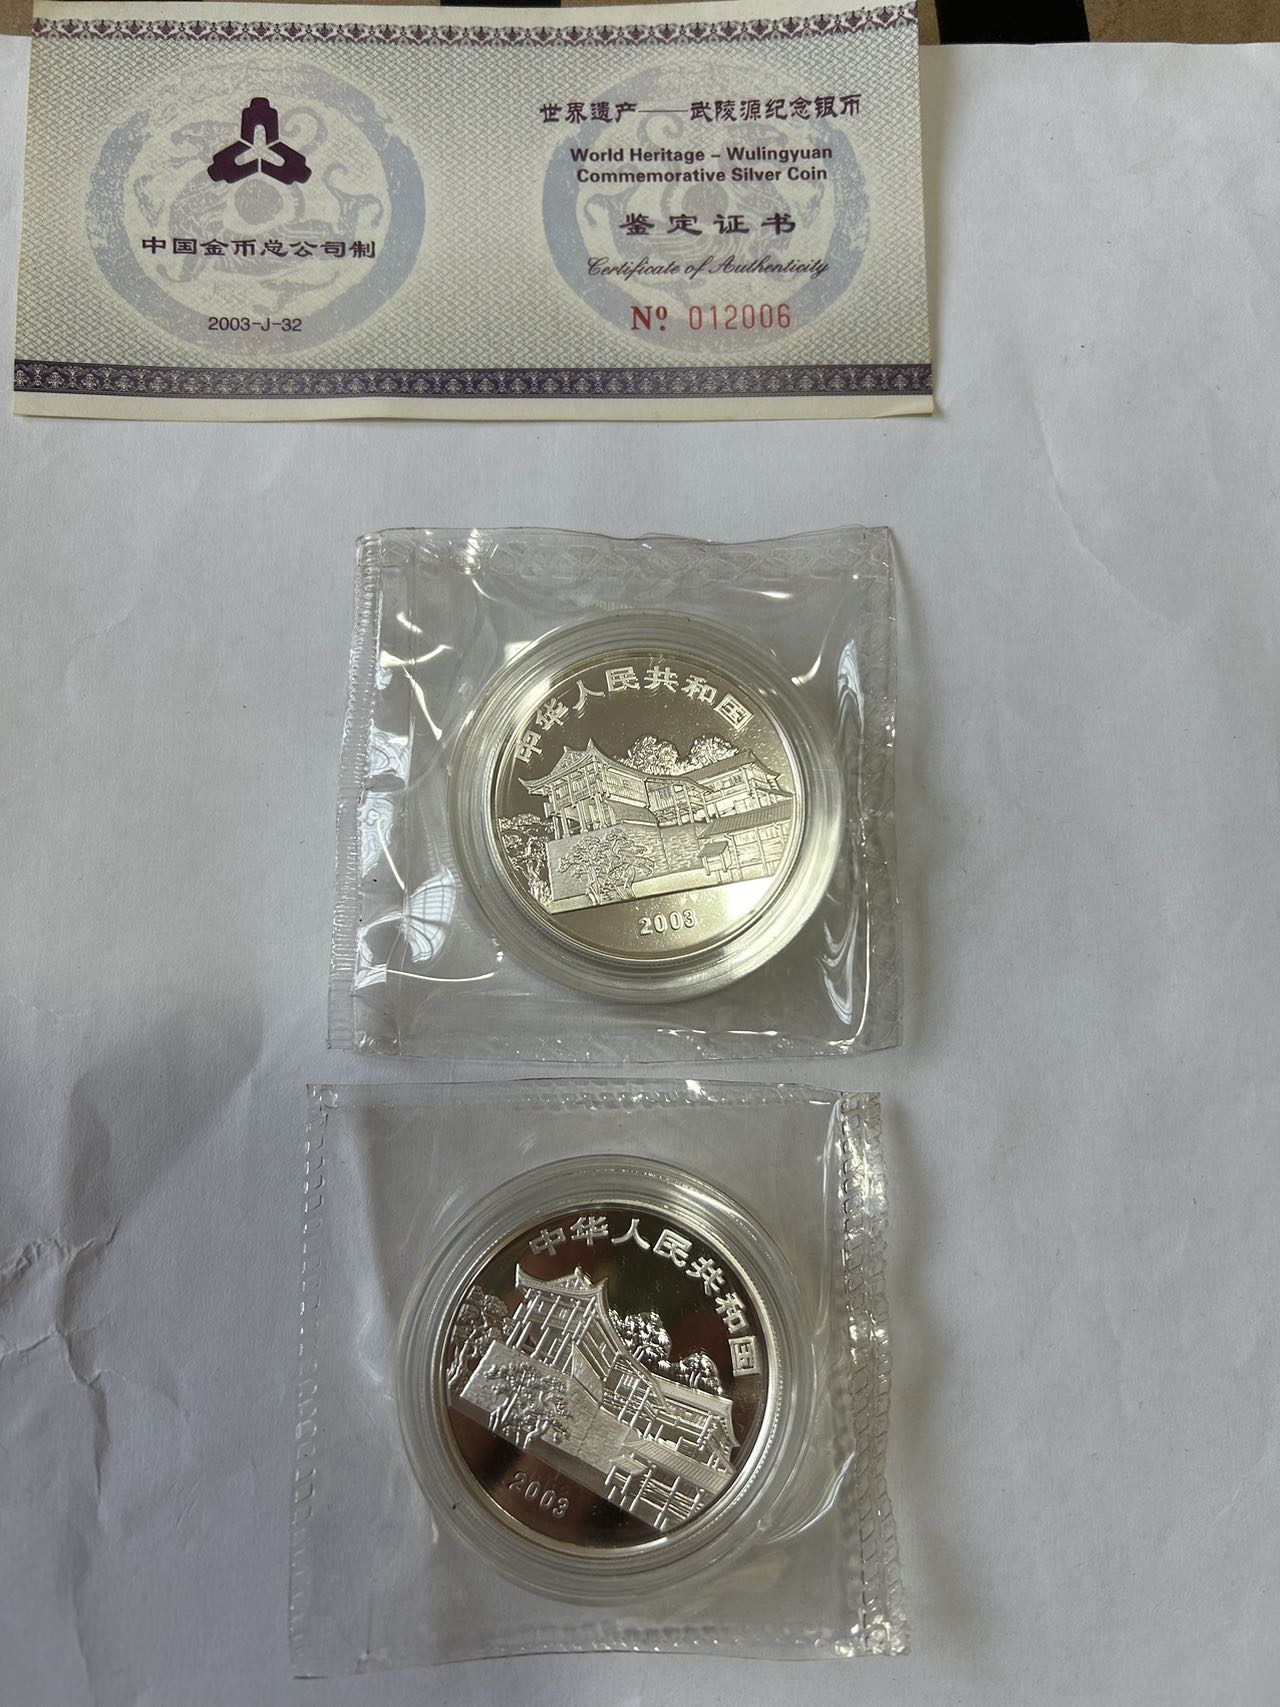 中国金币总公司制
2003-J-32
世界遗产——武陵源纪念银币
World Heritage – Wulingyuan
Commemorative Silver Coin
鉴定证书
Certificate of Authenticity
Nº. 012006
中华人民共和国
2003
中华人民共和国
2003